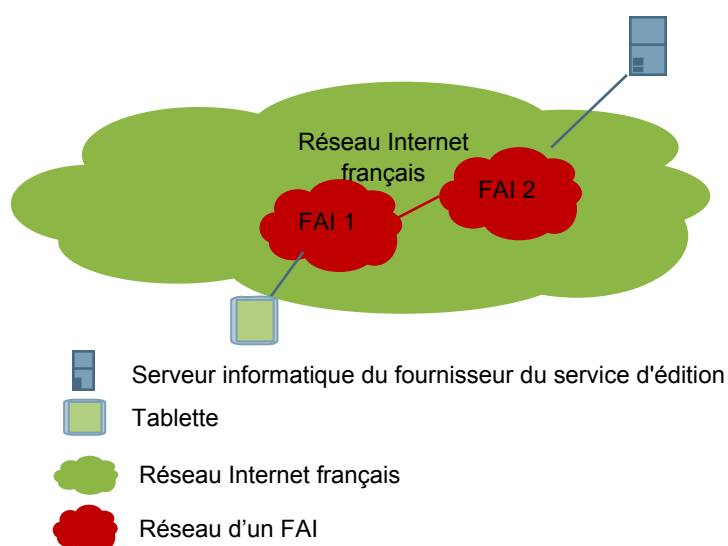 Réseau Internet
français
FAI 2
FAI 1
Serveur informatique du fournisseur du service d'édition
Tablette
Réseau Internet français
Réseau d’un FAI